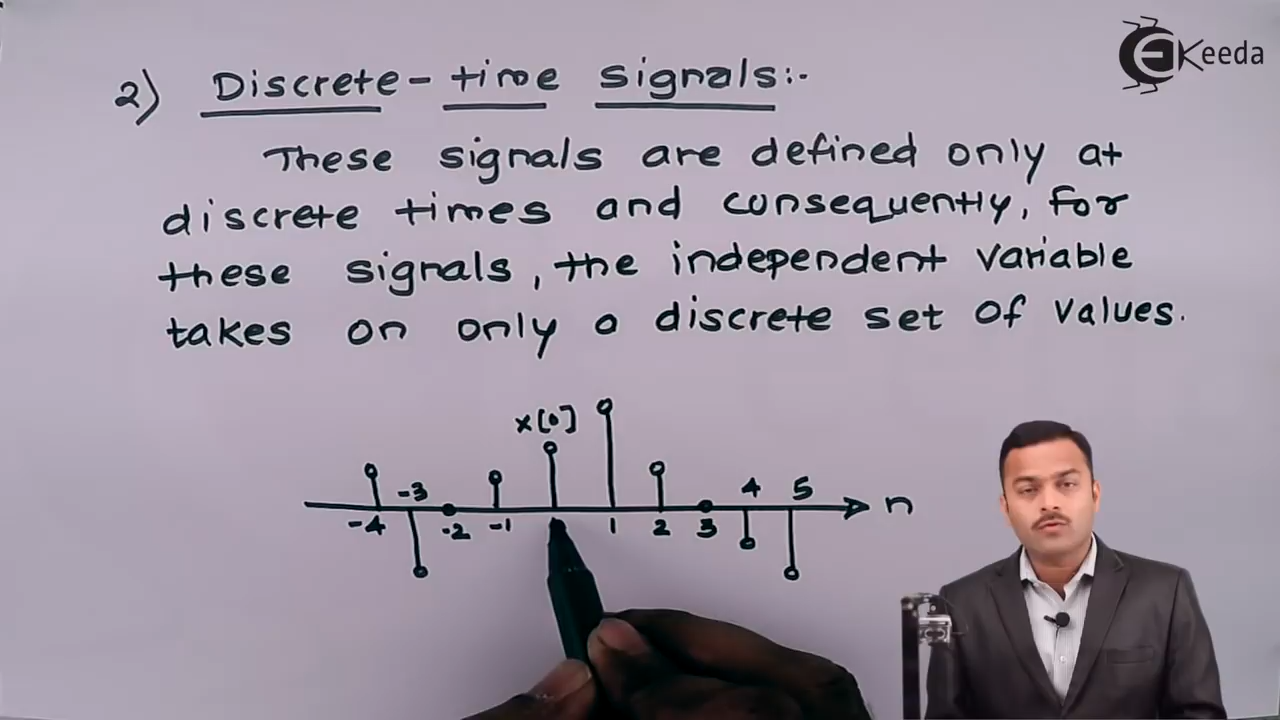 EKeeda
2) Discrete-time signals:-
These signals are defined only at
discrete times and consequently, for
these signals, the independent variable
takes on only a discrete set of values.
x[0]
-3 4 5
n
-4 -2 -1 1 2 3